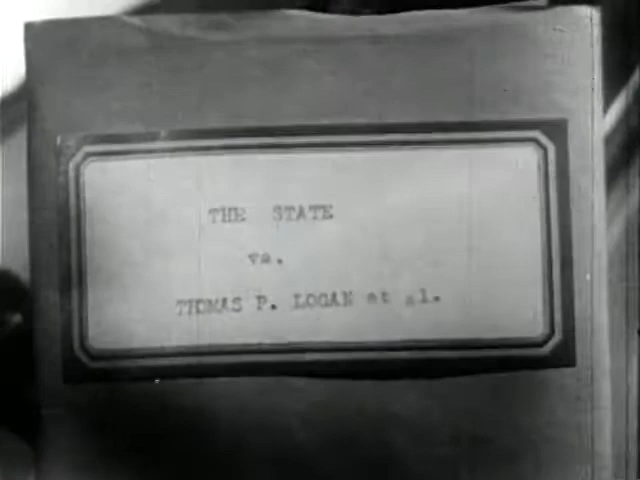 THE STATE
vs.
THOMAS P. LOGAN et al.